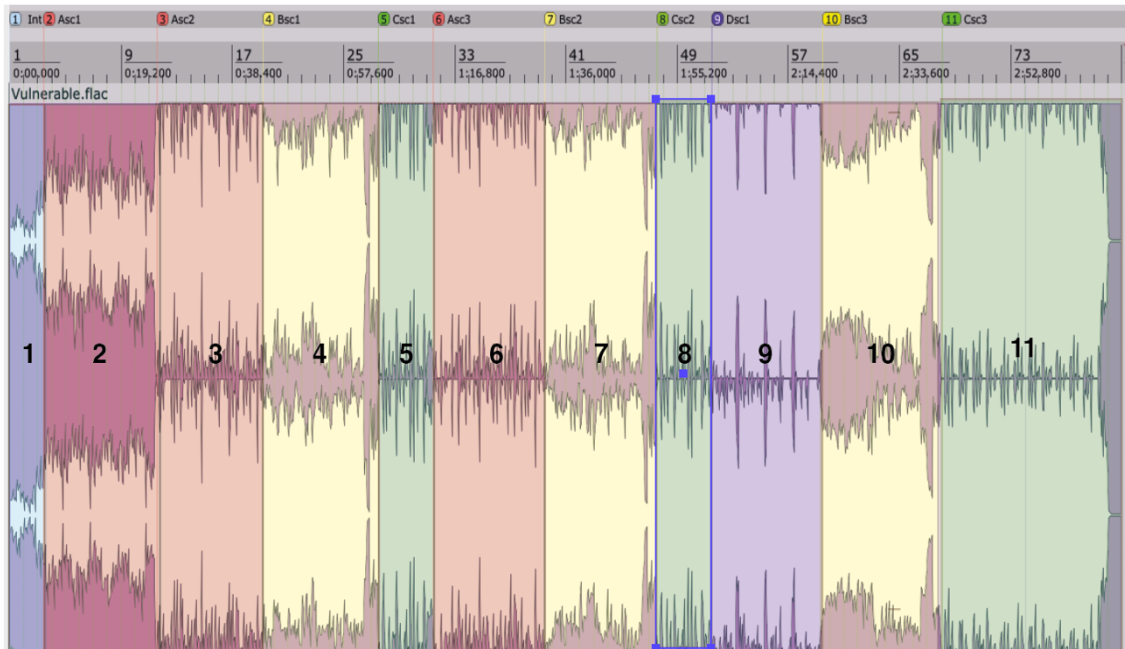 1 Int 2 Asc1 3 Asc2 4 Bsc1 5 Csc1 6 Asc3 7 Bsc2 8 Csc2 9 Dsc1 10 Bsc3 11 Csc3
1 9 17 25 33 41 49 57 65 73
0:00,000 0:19,200 0:38,400 0:57,600 1:16,800 1:36,000 1:55,200 2:14,400 2:33,600 2:52,800
Vulnerable.flac
1 2 3 4 5 6 7 8 9 10 11